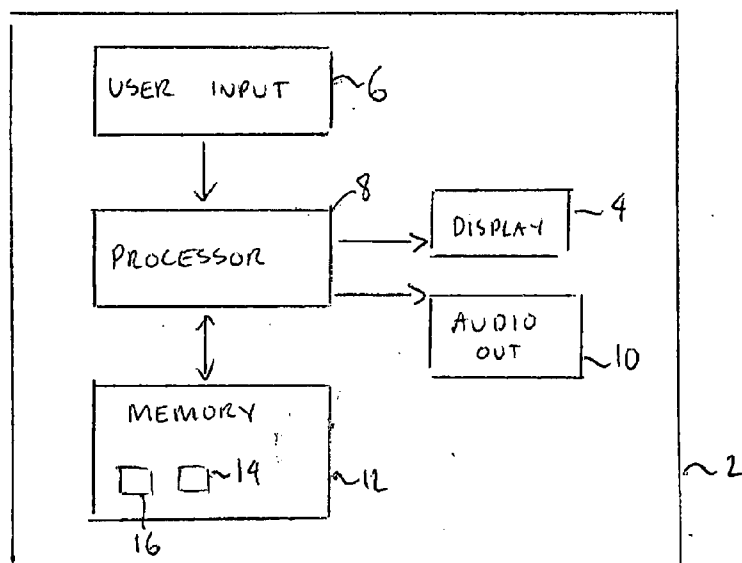 USER INPUT
6
8
PROCESSOR
DISPLAY
4
AUDIO
OUT
10
MEMORY
14
12
16
2